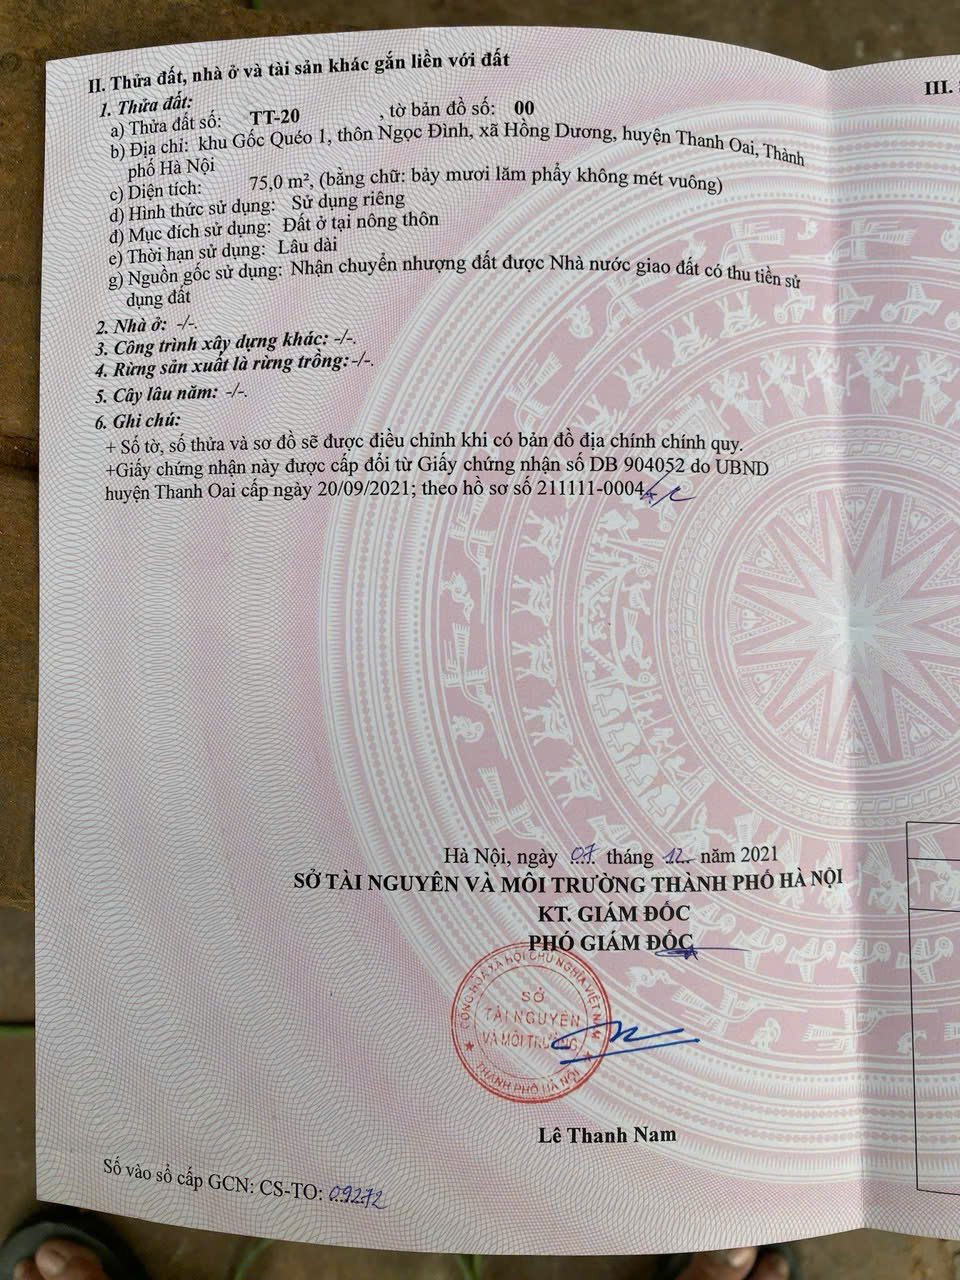 II. Thửa đất, nhà ở và tài sản khác gắn liền với đất
1. Thửa đất:
a) Thửa đất số: TT-20 , tờ bản đồ số: 00
b) Địa chỉ: khu Gốc Quéo 1, thôn Ngọc Đình, xã Hồng Dương, huyện Thanh Oai, Thành
phố Hà Nội
c) Diện tích: 75,0 m², (bằng chữ: bảy mươi lăm phẩy không mét vuông)
d) Hình thức sử dụng: Sử dụng riêng
đ) Mục đích sử dụng: Đất ở tại nông thôn
e) Thời hạn sử dụng: Lâu dài
g) Nguồn gốc sử dụng: Nhận chuyển nhượng đất được Nhà nước giao đất có thu tiền sử
dụng đất
2. Nhà ở: -/-.
3. Công trình xây dựng khác: -/-.
4. Rừng sản xuất là rừng trồng: -/-.
5. Cây lâu năm: -/-.
6. Ghi chú:
+ Số tờ, số thửa và sơ đồ sẽ được điều chỉnh khi có bản đồ địa chính chính quy.
+Giấy chứng nhận này được cấp đổi từ Giấy chứng nhận số DB 904052 do UBND
huyện Thanh Oai cấp ngày 20/09/2021; theo hồ sơ số 211111-0004
III.
Hà Nội, ngày 07 tháng 12 năm 2021
SỞ TÀI NGUYÊN VÀ MÔI TRƯỜNG THÀNH PHỐ HÀ NỘI
KT. GIÁM ĐỐC
PHÓ GIÁM ĐỐC
CỘNG HÒA XÃ HỘI CHỦ NGHĨA VIỆT NAM
SỞ
TÀI NGUYÊN
VÀ MÔI TRƯỜNG
THÀNH PHỐ HÀ NỘI
Lê Thanh Nam
Số vào sổ cấp GCN: CS-TO: 09272